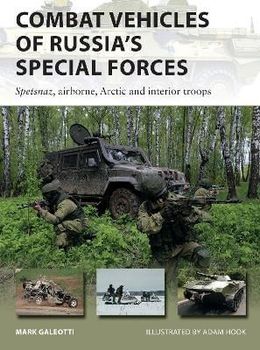 COMBAT VEHICLES
OF RUSSIA'S
SPECIAL FORCES
Spetsnaz, airborne, Arctic and interior troops
MARK GALEOTTI
ILLUSTRATED BY ADAM HOOK